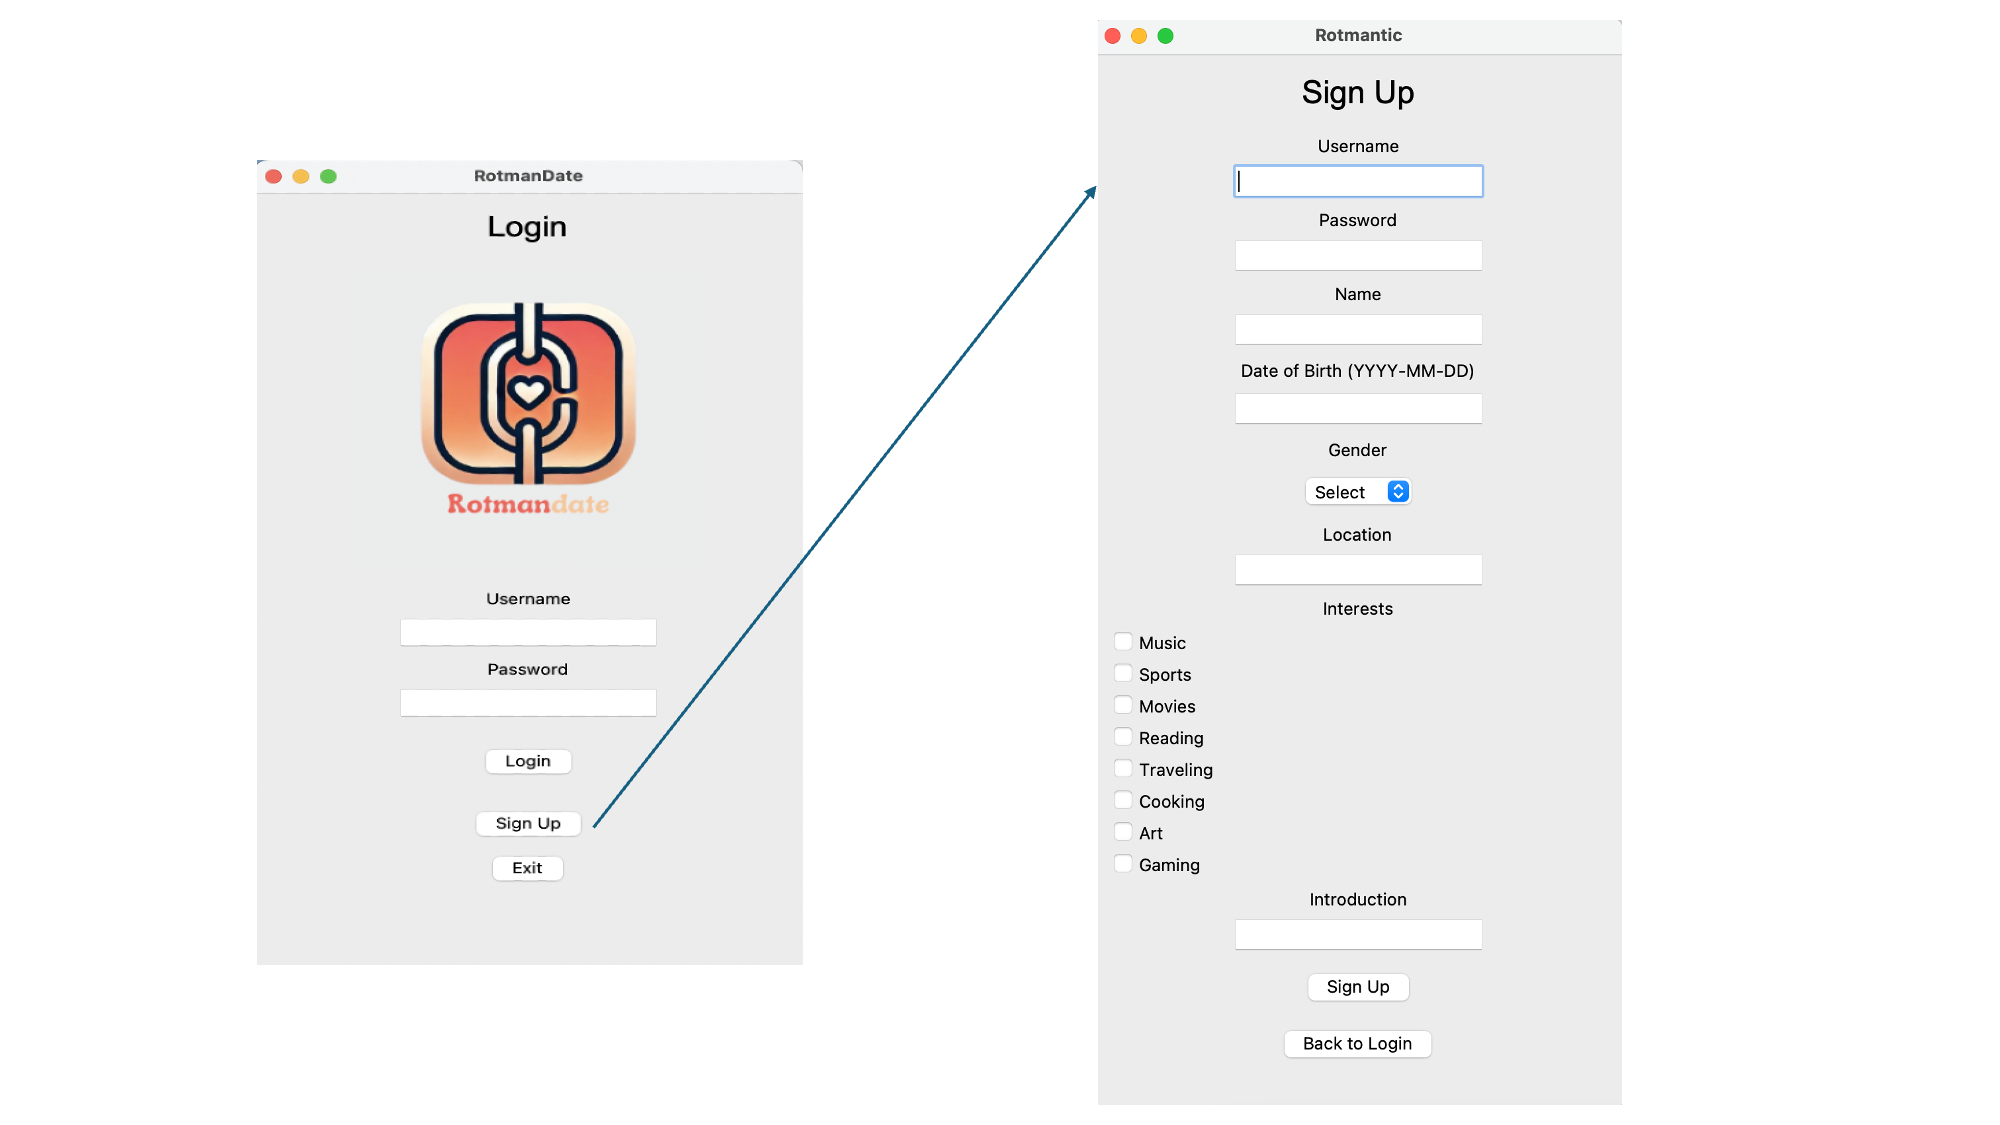 RotmanDate
Login
Rotmandate
Username
Password
Login
Sign Up
Exit
Rotmantic
Sign Up
Username
Password
Name
Date of Birth (YYYY-MM-DD)
Gender
Select
Location
Interests
Music
Sports
Movies
Reading
Traveling
Cooking
Art
Gaming
Introduction
Sign Up
Back to Login